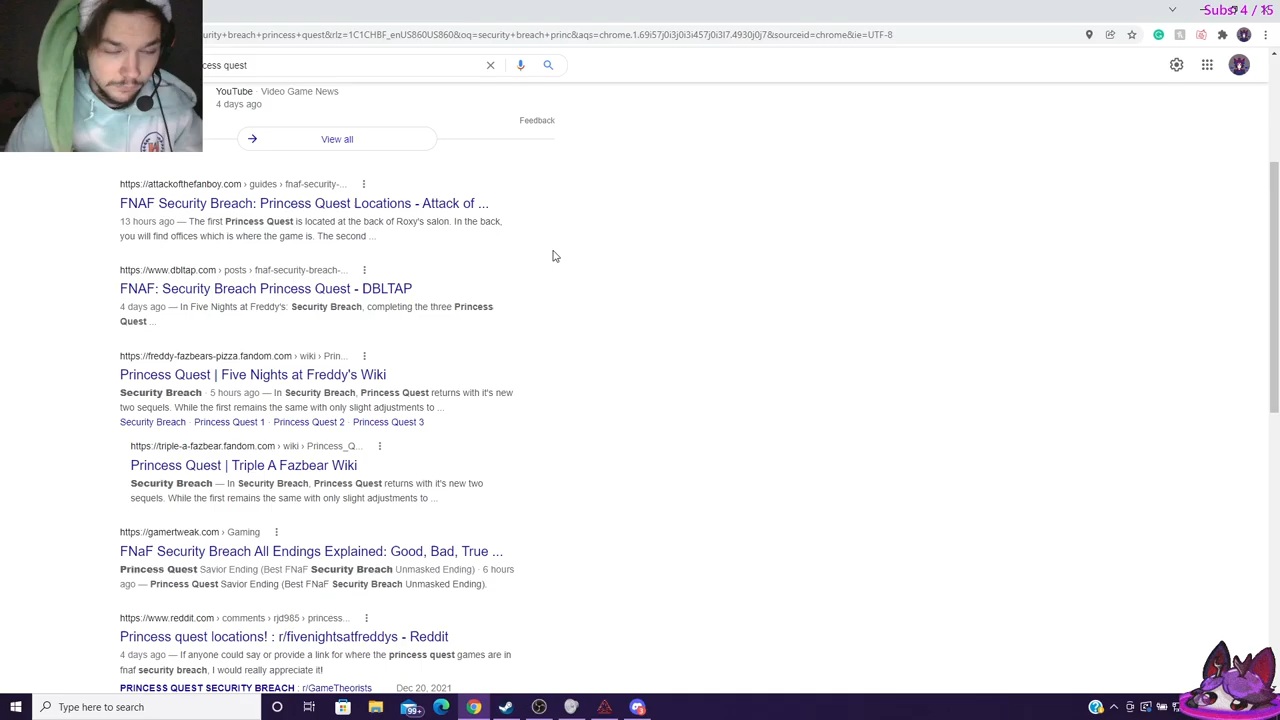 Subs: 4 / 15
urity+breach+princess+quest&rlz=1C1CHBF_enUS860US860&oq=security+breach+princ&aqs=chrome.1.69i57j0i3j0i3i457j0i3l7.4930j0j7&sourceid=chrome&ie=UTF-8
cess quest
YouTube · Video Game News
4 days ago
Feedback
View all
https://attackofthefanboy.com › guides › fnaf-security-...
FNAF Security Breach: Princess Quest Locations - Attack of ...
13 hours ago — The first Princess Quest is located at the back of Roxy's salon. In the back,
you will find offices which is where the game is. The second ...
https://www.dbltap.com › posts › fnaf-security-breach-...
FNAF: Security Breach Princess Quest - DBLTAP
4 days ago — In Five Nights at Freddy's: Security Breach, completing the three Princess
Quest ...
https://freddy-fazbears-pizza.fandom.com › wiki › Prin...
Princess Quest | Five Nights at Freddy's Wiki
Security Breach · 5 hours ago — In Security Breach, Princess Quest returns with it's new
two sequels. While the first remains the same with only slight adjustments to ...
Security Breach · Princess Quest 1 · Princess Quest 2 · Princess Quest 3
https://triple-a-fazbear.fandom.com › wiki › Princess_Q...
Princess Quest | Triple A Fazbear Wiki
Security Breach — In Security Breach, Princess Quest returns with it's new two
sequels. While the first remains the same with only slight adjustments to ...
https://gamertweak.com › Gaming
FNaF Security Breach All Endings Explained: Good, Bad, True ...
Princess Quest Savior Ending (Best FNaF Security Breach Unmasked Ending) · 6 hours
ago — Princess Quest Savior Ending (Best FNaF Security Breach Unmasked Ending).
https://www.reddit.com › comments › rjd985 › princess...
Princess quest locations! : r/fivenightsatfreddys - Reddit
4 days ago — If anyone could say or provide a link for where the princess quest games are in
fnaf security breach, I would really appreciate it!
PRINCESS QUEST SECURITY BREACH : r/GameTheorists Dec 20, 2021
Type here to search
99+
3